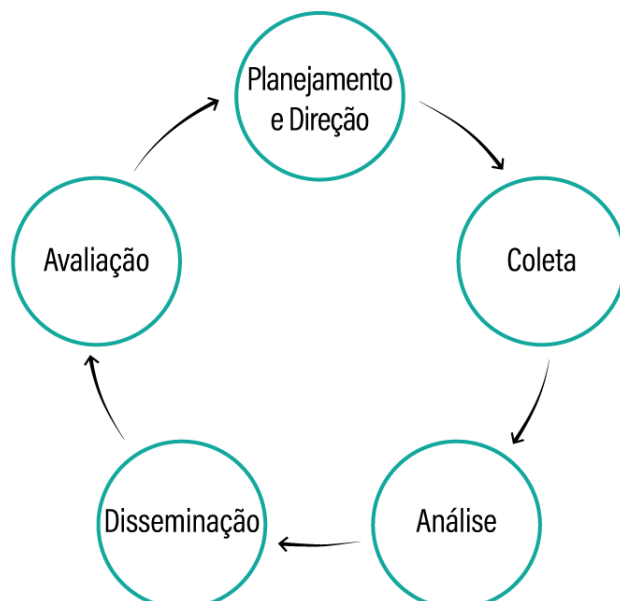 Planejamento
e Direção
Coleta
Análise
Disseminação
Avaliação